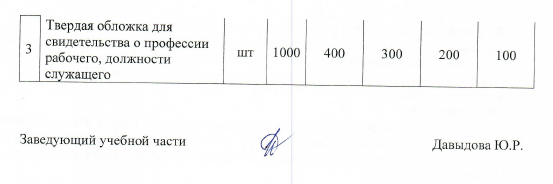 Твердая обложка для
свидетельства о профессии
3 рабочего, должности шт 1000 400 300 200 100
служащего
Заведующий учебной части Давыдова Ю.Р.